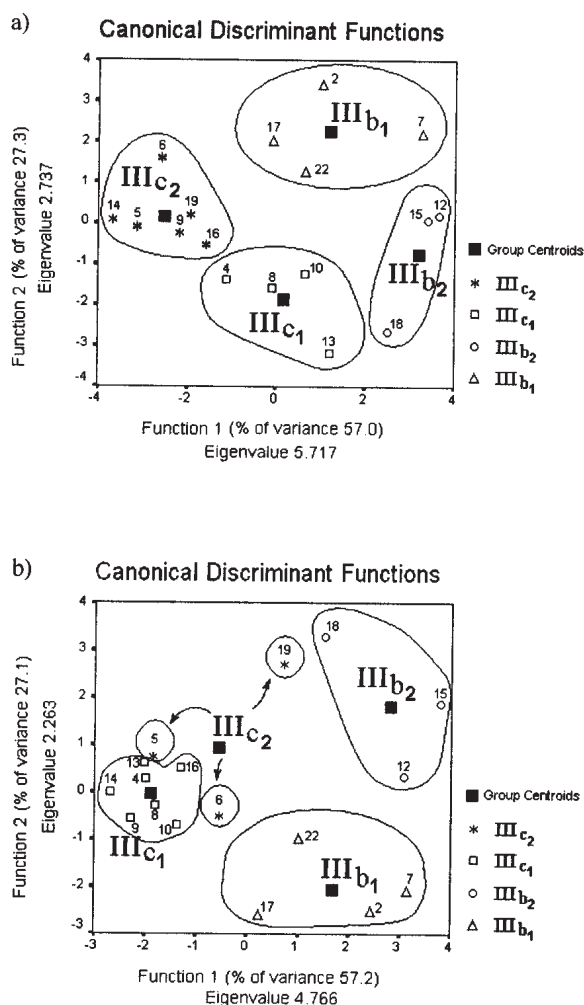 a)
Canonical Discriminant Functions
Function 2 (% of variance 27.3)
Eigenvalue 2.737
4
3
2
1
0
-1
-2
-3
-4
-4
-2
0
2
4
Function 1 (% of variance 57.0)
Eigenvalue 5.717
2
17
7
22
IIIb1
6
IIIc2
14
5
19
9
16
15
12
IIIb2
18
4
8
10
IIIc1
13
Group Centroids
IIIc2
IIIc1
IIIb2
IIIb1
b)
Canonical Discriminant Functions
Function 2 (% of variance 27.1)
Eigenvalue 2.263
4
3
2
1
0
-1
-2
-3
-3
-2
-1
0
1
2
3
4
Function 1 (% of variance 57.2)
Eigenvalue 4.766
19
18
IIIb2
15
12
5
IIIc2
13
16
14
4
6
8
9
10
IIIc1
22
IIIb1
7
17
2
Group Centroids
IIIc2
IIIc1
IIIb2
IIIb1